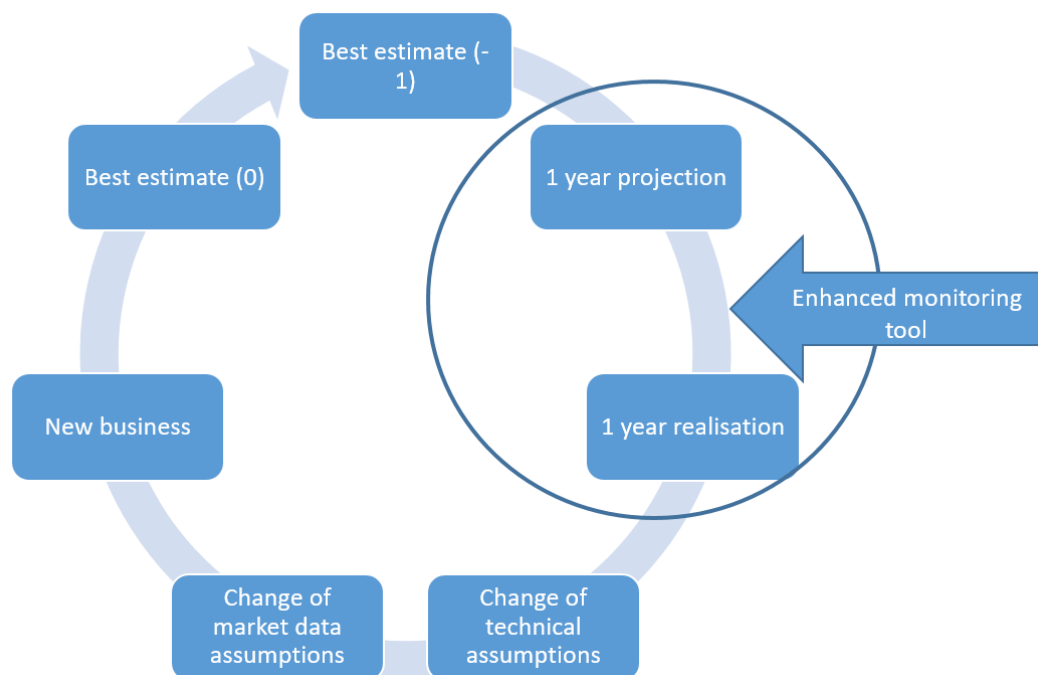 Best estimate (-
1)
1 year projection
Enhanced monitoring
tool
1 year realisation
Change of
technical
assumptions
Change of
market data
assumptions
New business
Best estimate (0)